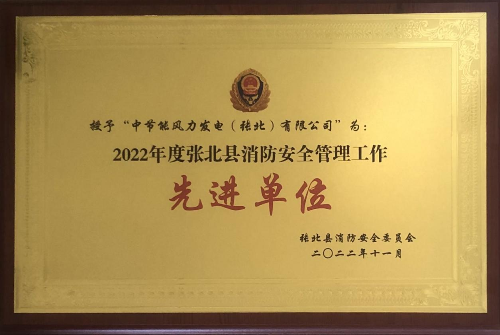 授予“中节能风力发电（张北）有限公司”为：
2022年度张北县消防安全管理工作
先进单位
张北县消防安全委员会
二〇二二年十一月